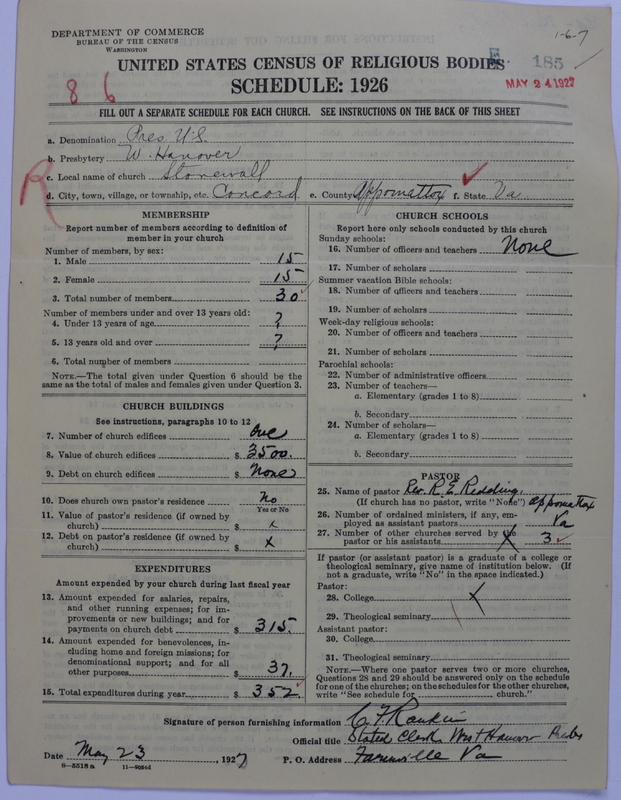 DEPARTMENT OF COMMERCE
BUREAU OF THE CENSUS
WASHINGTON
1-6-7
E 185
MAY 24 1927
UNITED STATES CENSUS OF RELIGIOUS BODIES
SCHEDULE: 1926
8 6
FILL OUT A SEPARATE SCHEDULE FOR EACH CHURCH. SEE INSTRUCTIONS ON THE BACK OF THIS SHEET
a. Denomination Pres U.S.
b. Presbytery W. Hanover
c. Local name of church Stonewall
R
d. City, town, village, or township, etc. Concord e. County Appomattox f. State Va
MEMBERSHIP
Report number of members according to definition of
member in your church
Number of members, by sex:
1. Male 15
2. Female 15
3. Total number of members 30
Number of members under and over 13 years old:
4. Under 13 years of age ?
5. 13 years old and over ?
6. Total number of members
NOTE.—The total given under Question 6 should be the
same as the total of males and females given under Question 3.
CHURCH BUILDINGS
See instructions, paragraphs 10 to 12
7. Number of church edifices One
8. Value of church edifices $ 3500.
9. Debt on church edifices $ None
10. Does church own pastor's residence No
Yes or No
11. Value of pastor's residence (if owned by
church) $ x
12. Debt on pastor's residence (if owned by
church) $ x
EXPENDITURES
Amount expended by your church during last fiscal year
13. Amount expended for salaries, repairs,
and other running expenses; for im-
provements or new buildings; and for
payments on church debt $ 315.
14. Amount expended for benevolences, in-
cluding home and foreign missions; for
denominational support; and for all
other purposes $ 37.
15. Total expenditures during year $ 352.
CHURCH SCHOOLS
Report here only schools conducted by this church
Sunday schools:
16. Number of officers and teachers None
17. Number of scholars
Summer vacation Bible schools:
18. Number of officers and teachers
19. Number of scholars
Week-day religious schools:
20. Number of officers and teachers
21. Number of scholars
Parochial schools:
22. Number of administrative officers
23. Number of teachers—
a. Elementary (grades 1 to 8)
b. Secondary
24. Number of scholars—
a. Elementary (grades 1 to 8)
b. Secondary
PASTOR
25. Name of pastor Rev. R. E. Redding,
(If church has no pastor, write "None") Appomattox
26. Number of ordained ministers, if any, em-
ployed as assistant pastors Va
27. Number of other churches served by the
pastor or his assistants 3
If pastor (or assistant pastor) is a graduate of a college or
theological seminary, give name of institution below. (If
not a graduate, write "No" in the space indicated.)
Pastor:
28. College x
29. Theological seminary
Assistant pastor:
30. College
31. Theological seminary
NOTE.—Where one pastor serves two or more churches,
Questions 28 and 29 should be answered only on the schedule
for one of the churches; on the schedules for the other churches,
write "See schedule for church."
Signature of person furnishing information C F Rankin
Official title Stated Clerk West Hanover Presby
Date May 23, 1927 P. O. Address Farmville Va
8-5518a 11-9056d